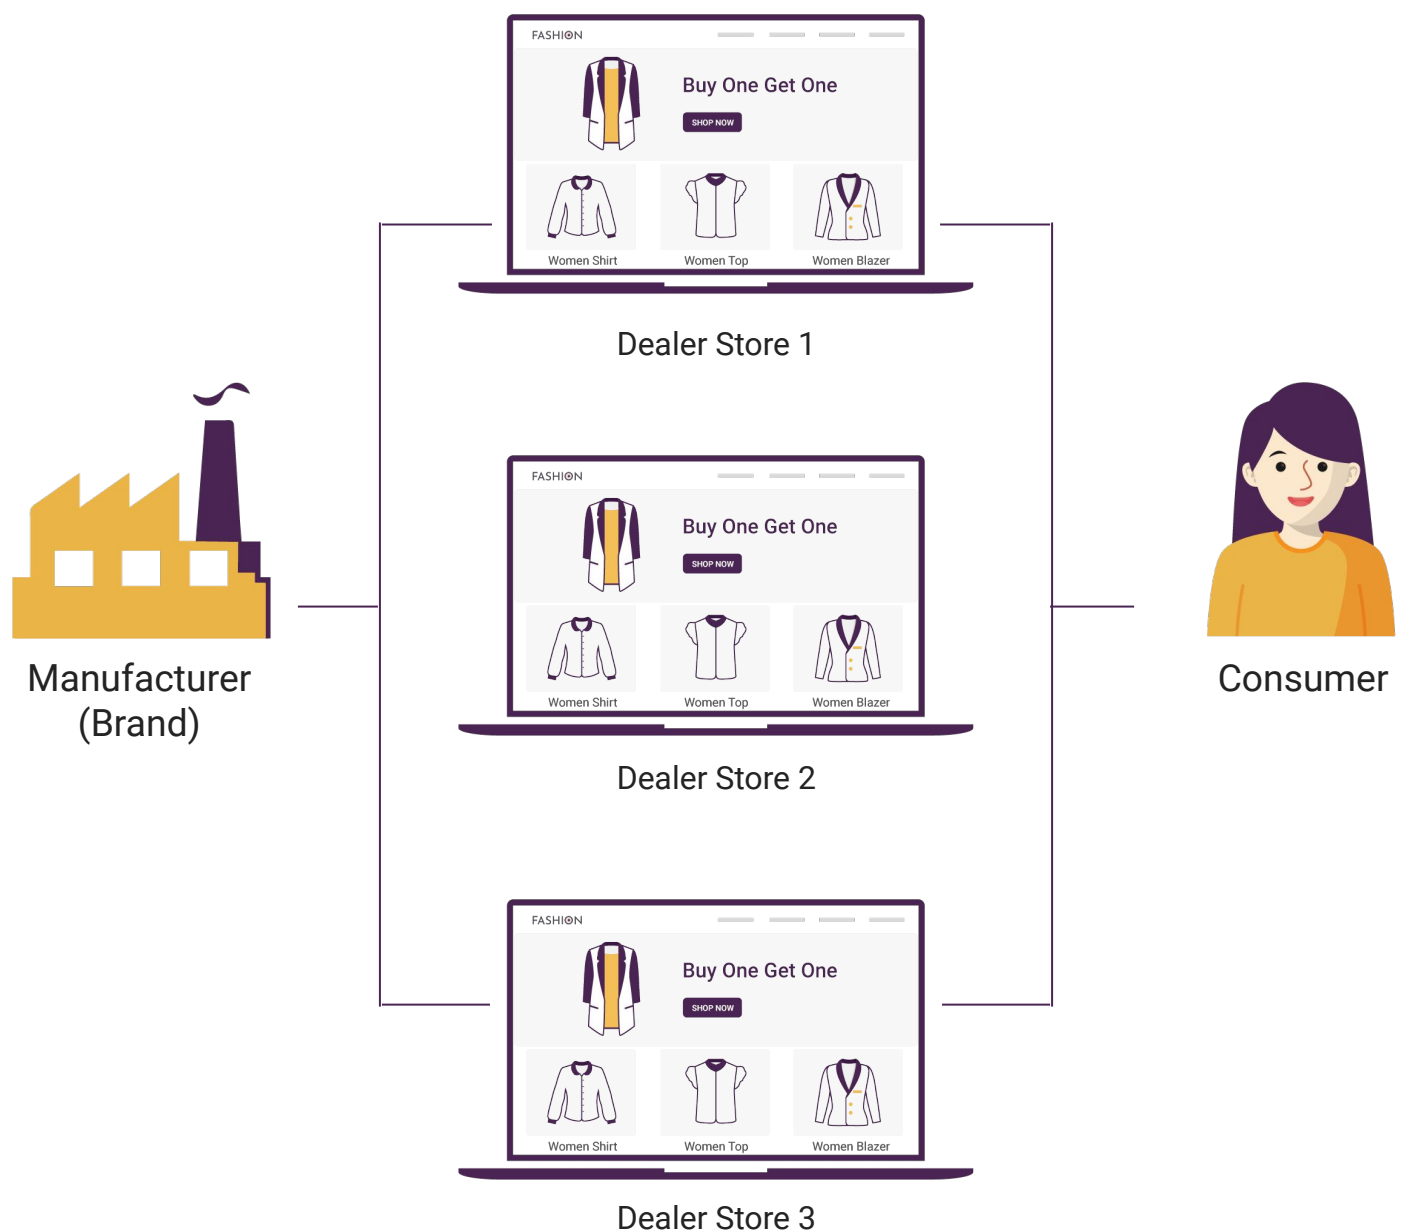 FASHION
Buy One Get One
SHOP NOW
Women Shirt
Women Top
Women Blazer
Dealer Store 1
FASHION
Buy One Get One
SHOP NOW
Women Shirt
Women Top
Women Blazer
Dealer Store 2
Manufacturer
(Brand)
Consumer
FASHION
Buy One Get One
SHOP NOW
Women Shirt
Women Top
Women Blazer
Dealer Store 3